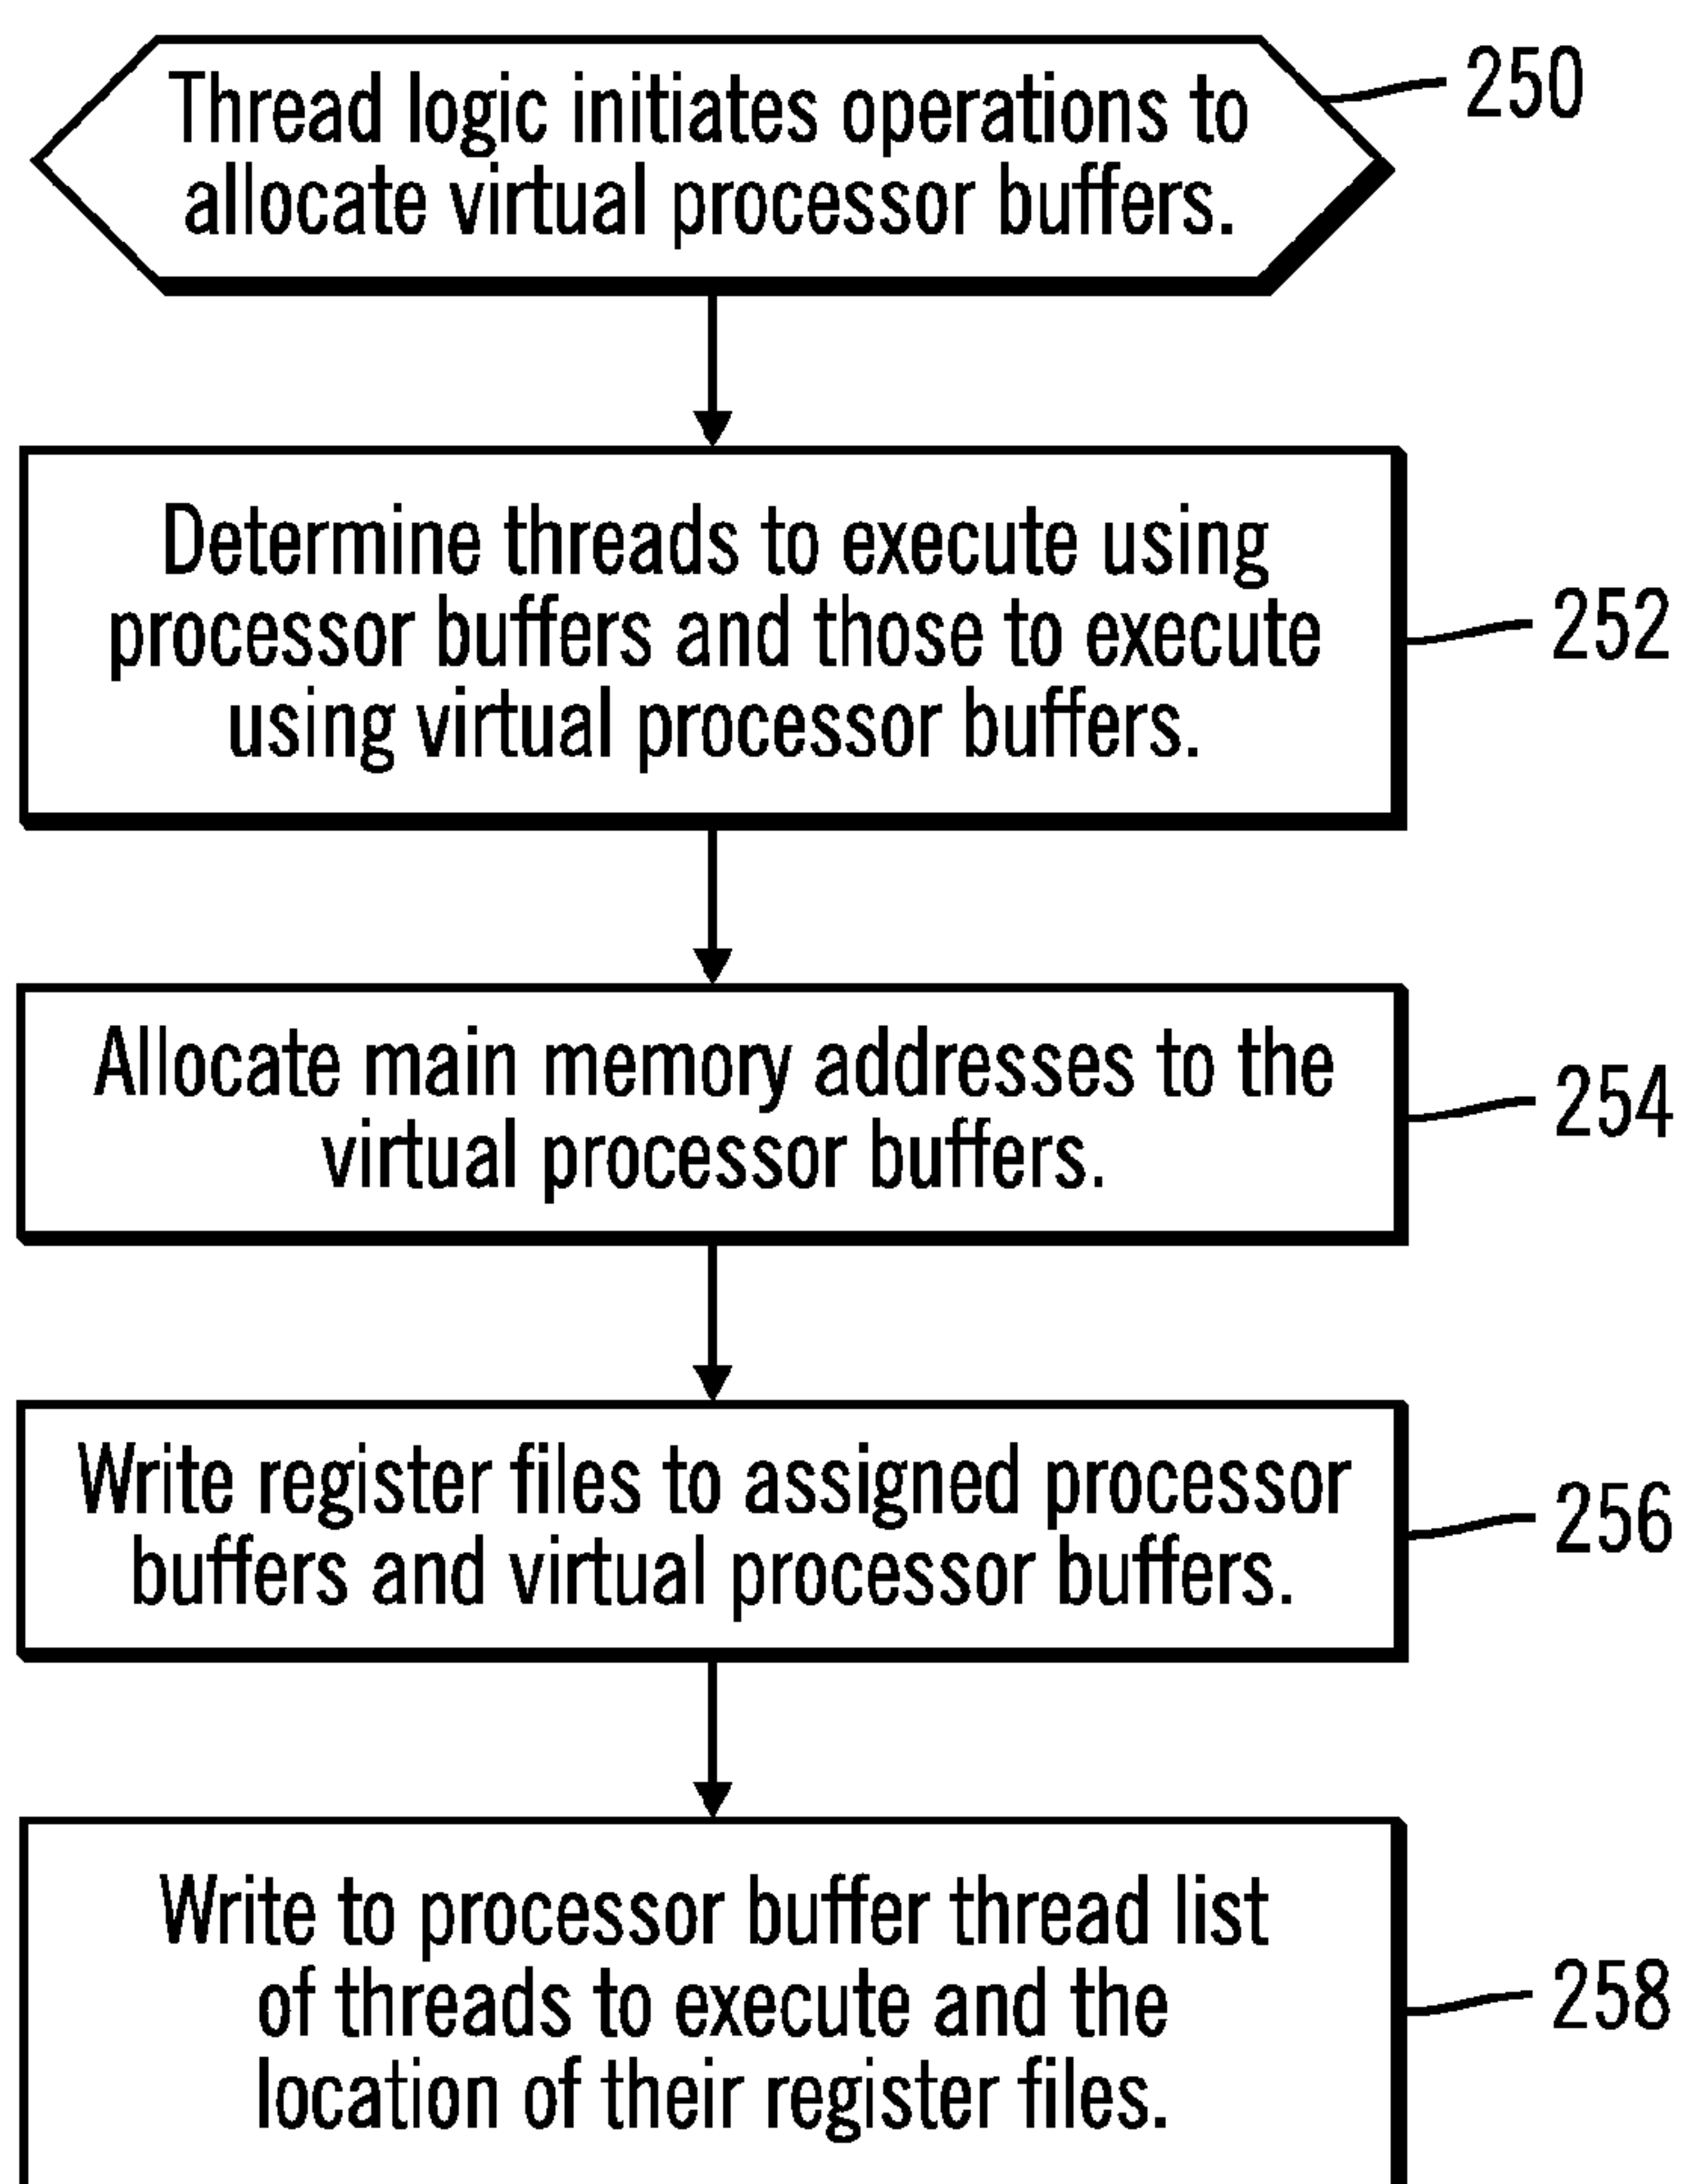 Thread logic initiates operations to
allocate virtual processor buffers.
250
Determine threads to execute using
processor buffers and those to execute
using virtual processor buffers.
252
Allocate main memory addresses to the
virtual processor buffers.
254
Write register files to assigned processor
buffers and virtual processor buffers.
256
Write to processor buffer thread list
of threads to execute and the
location of their register files.
258